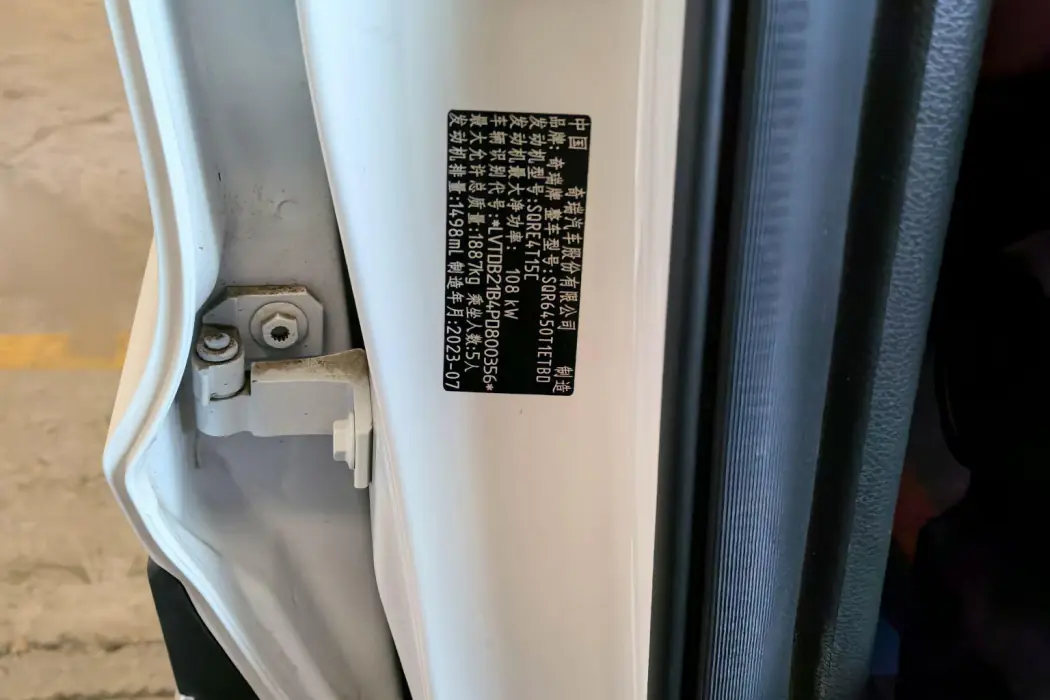 中国 奇瑞汽车股份有限公司 制造
品牌: 奇瑞牌 整车型号:SQR6450T1ETBD
发动机型号:SQRE4T15C
发动机最大净功率: 108 kW
车辆识别代号:*LVTDB21B4PD800356*
最大允许总质量:1887kg 乘坐人数:5人
发动机排量:1498mL 制造年月:2023-07